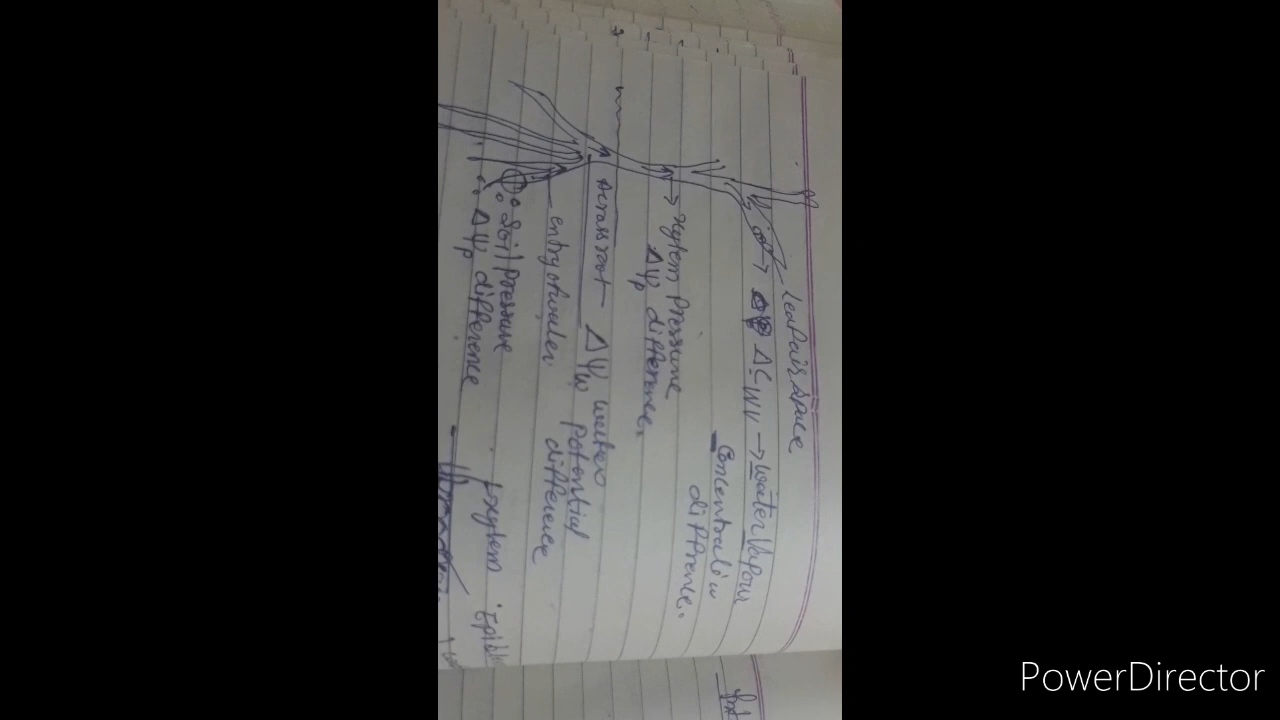 Leaf air space
→ ΔC WV → Water Vapour
Concentration
difference.
→ Xylem Pressure
ΔΨp difference.
Across root — ΔΨw water
potential
difference
entry of water
Soil Pressure
ΔΨp difference
xylem
PowerDirector